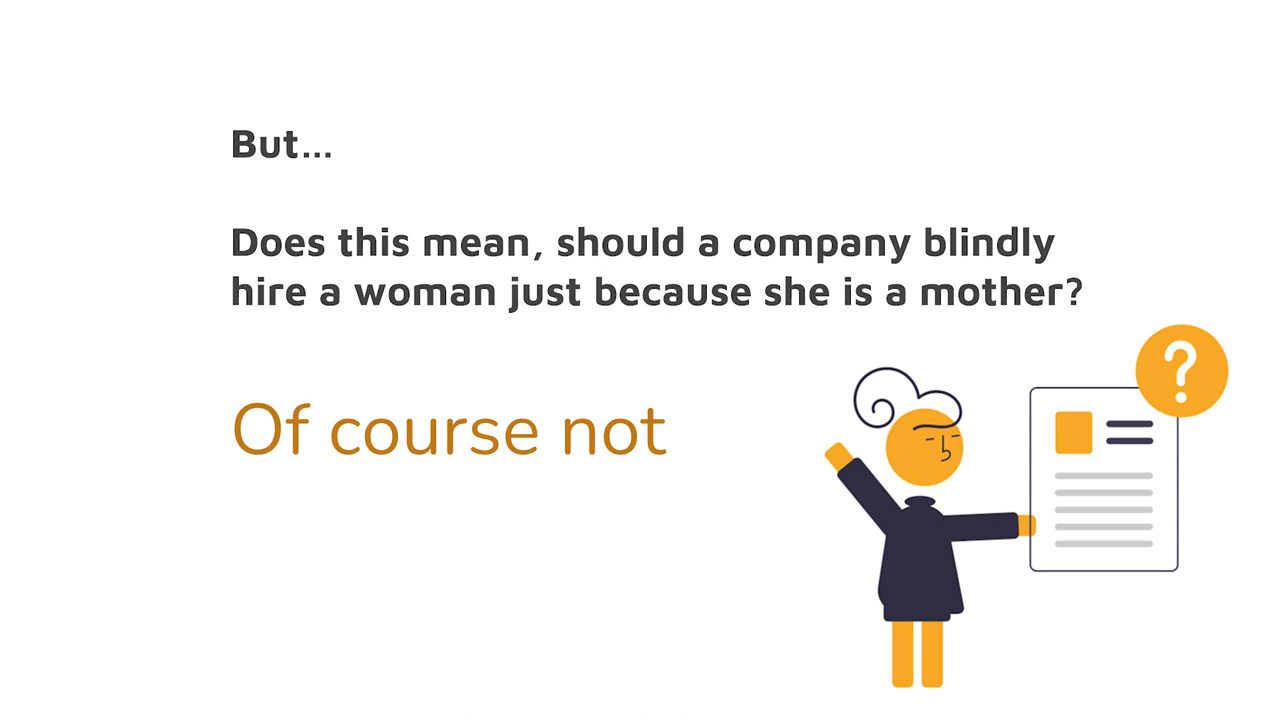 But...
Does this mean, should a company blindly
hire a woman just because she is a mother?
Of course not
?